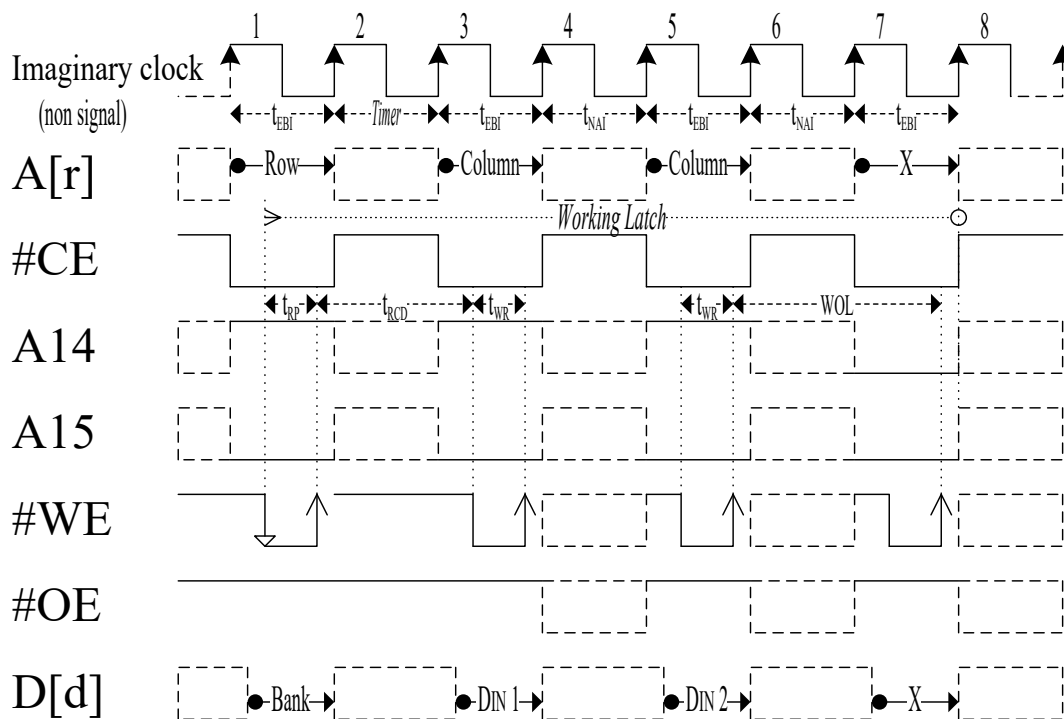 1 2 3 4 5 6 7 8
Imaginary clock
(non signal)
tEBI Timer tEBI tNAI tEBI tNAI tEBI
A[r] Row Column Column X
Working Latch
#CE
tRP tRCD tWR tWR WOL
A14
A15
#WE
#OE
D[d] Bank DIN 1 DIN 2 X